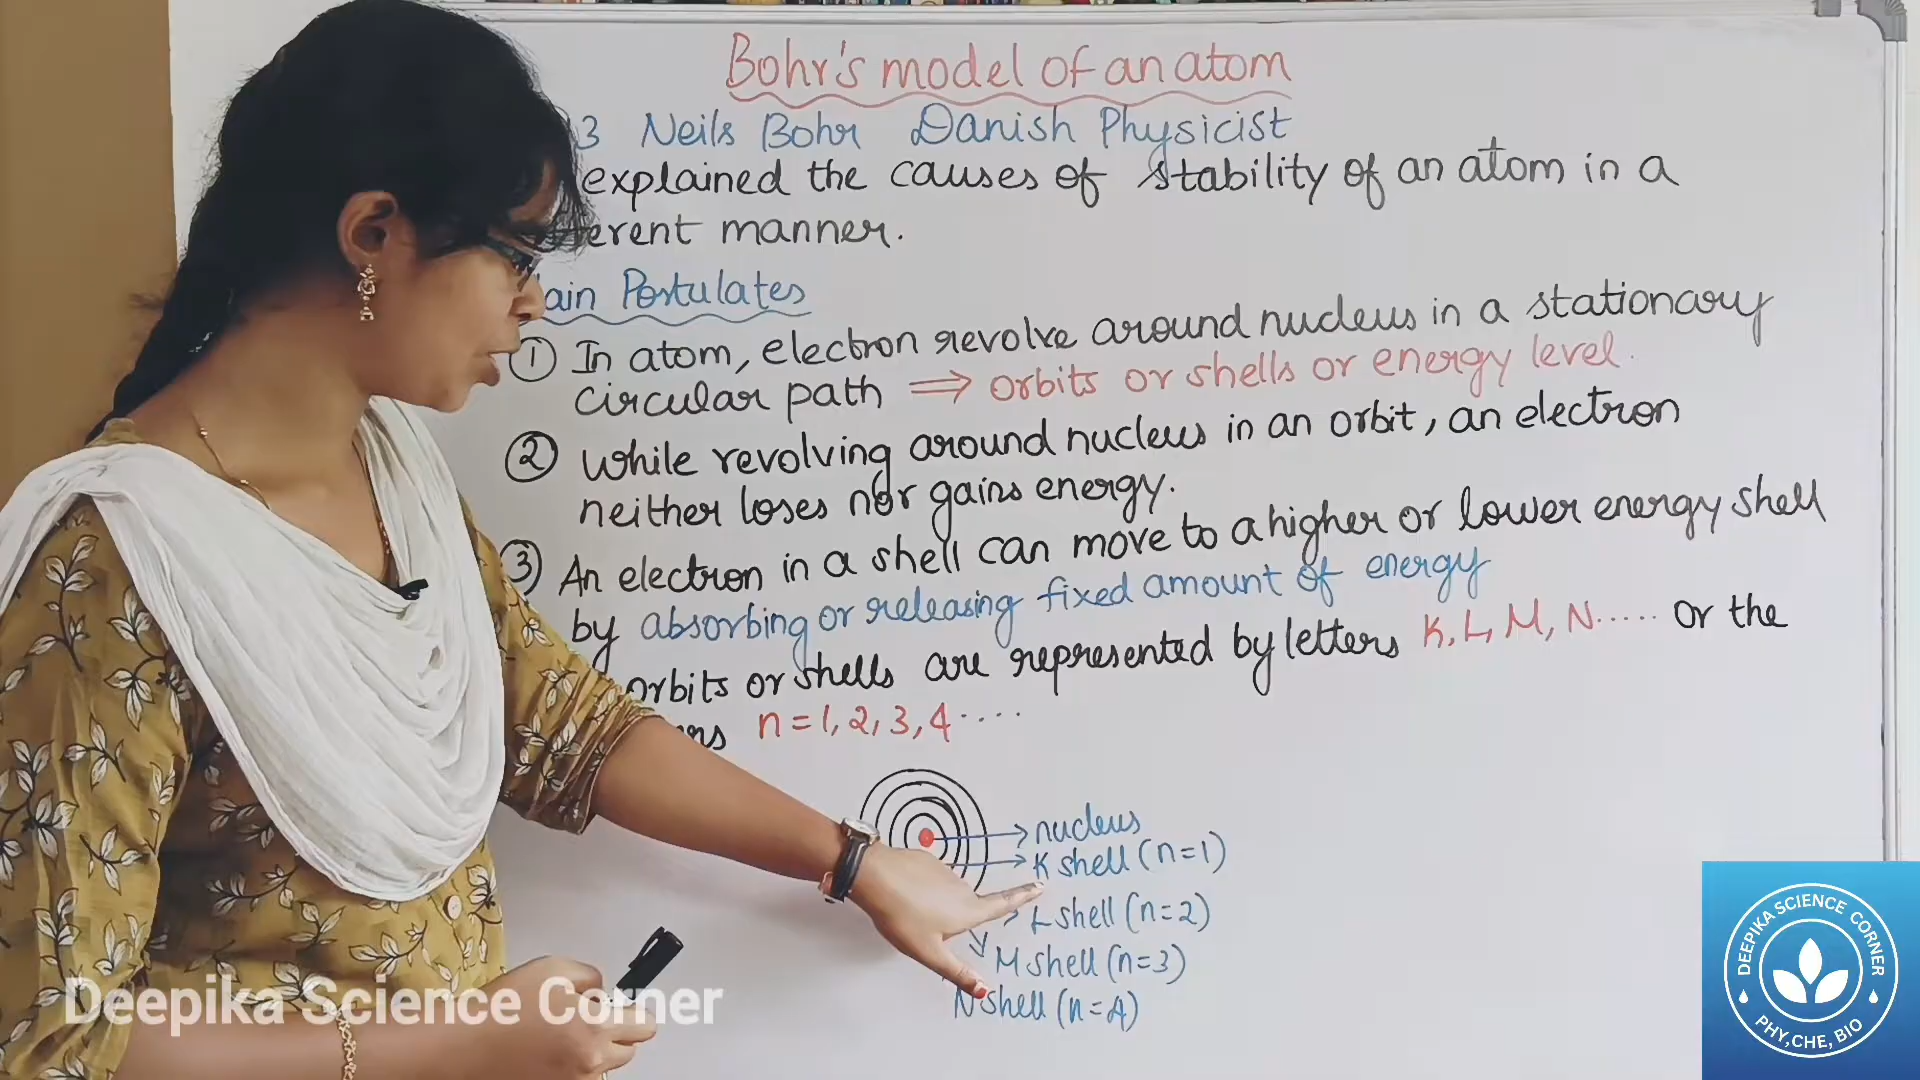 Bohr's model of an atom
3 Neils Bohr Danish Physicist
explained the causes of stability of an atom in a
erent manner.
ain Postulates
① In atom, electron revolve around nucleus in a stationary
circular path ⟹ orbits or shells or energy level.
② while revolving around nucleus in an orbit, an electron
neither loses nor gains energy.
③ An electron in a shell can move to a higher or lower energy shell
by absorbing or releasing fixed amount of energy
orbits or shells are represented by letters K, L, M, N..... or the
ers n = 1, 2, 3, 4 ....
nucleus
K shell (n=1)
L shell (n=2)
M shell (n=3)
N shell (n=4)
Deepika Science Corner
DEEPIKA SCIENCE CORNER
PHY, CHE, BIO